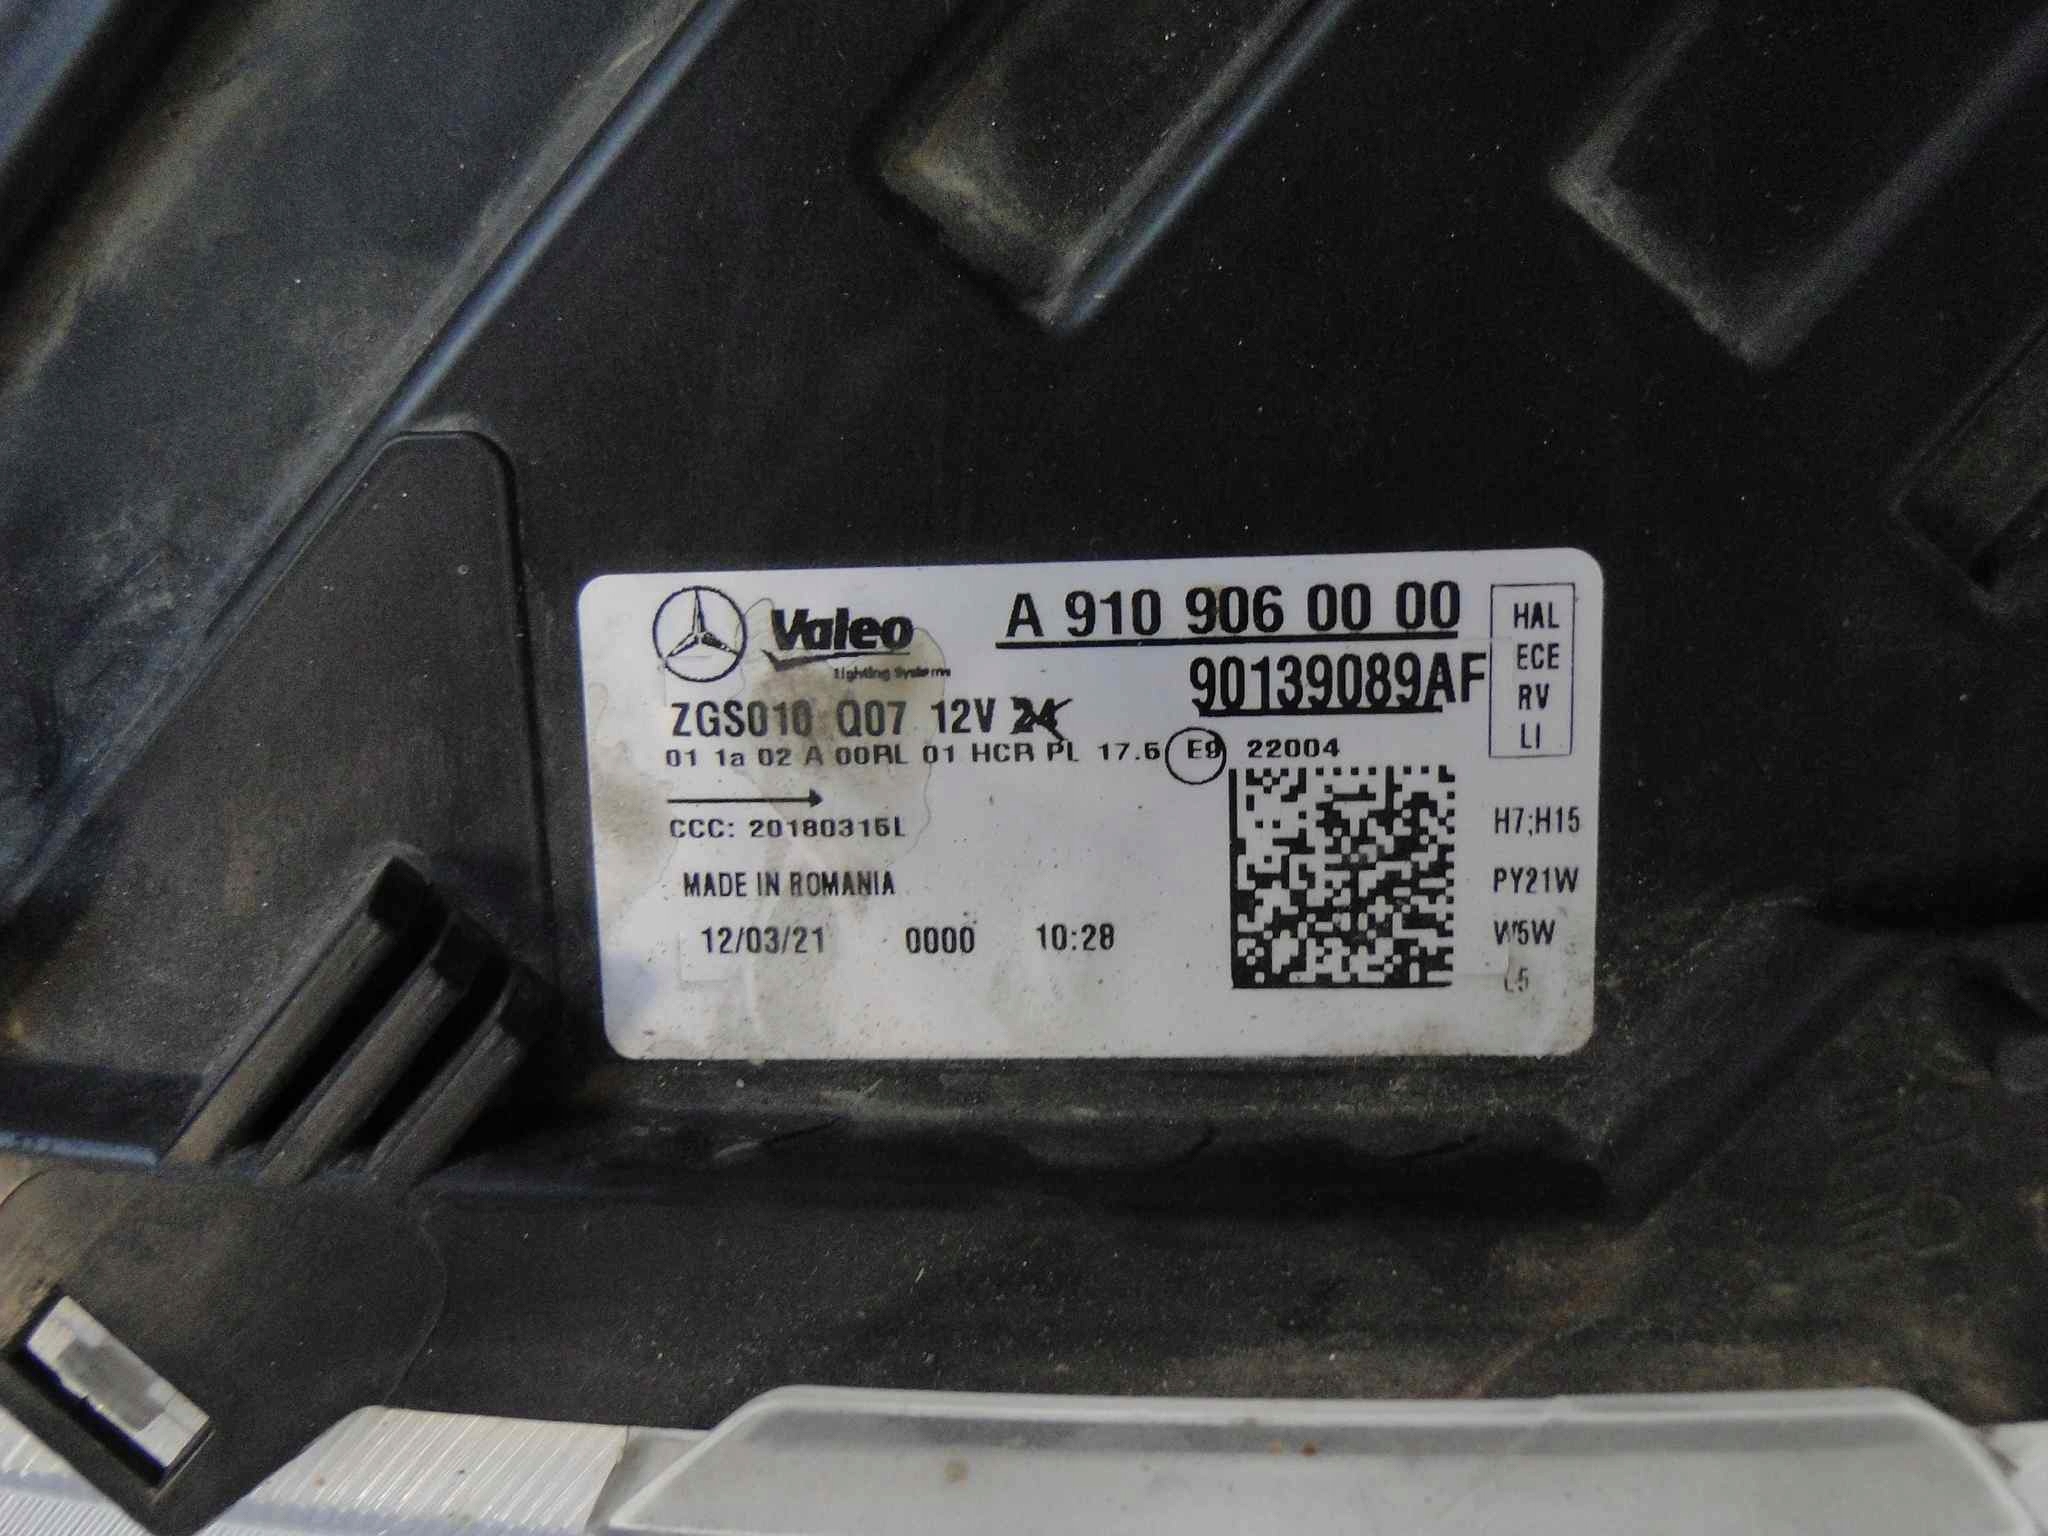 Valeo
Lighting Systems
A 910 906 00 00
90139089AF
ZGS010 Q07 12V
01 1a 02 A 00RL 01 HCR PL 17.5 E9 22004
CCC: 20180315L
MADE IN ROMANIA
12/03/21 0000 10:28
HAL
ECE
RV
LI
H7;H15
PY21W
W5W